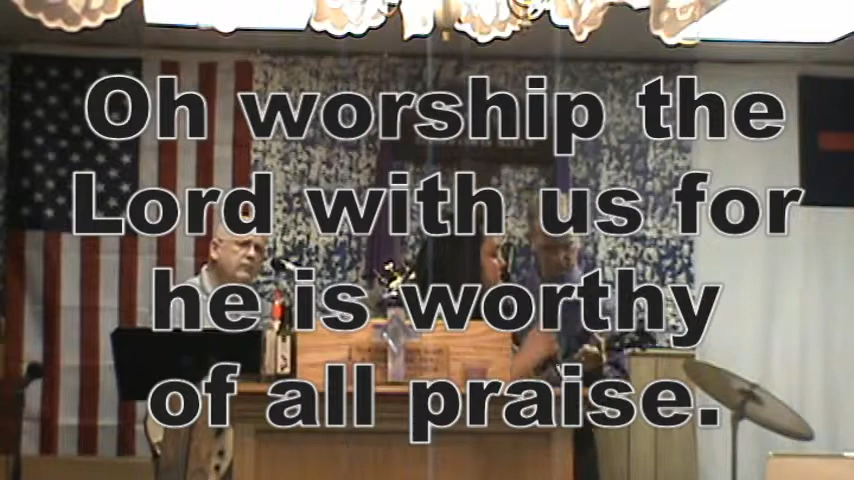 Oh worship the
Lord with us for
he is worthy
of all praise.